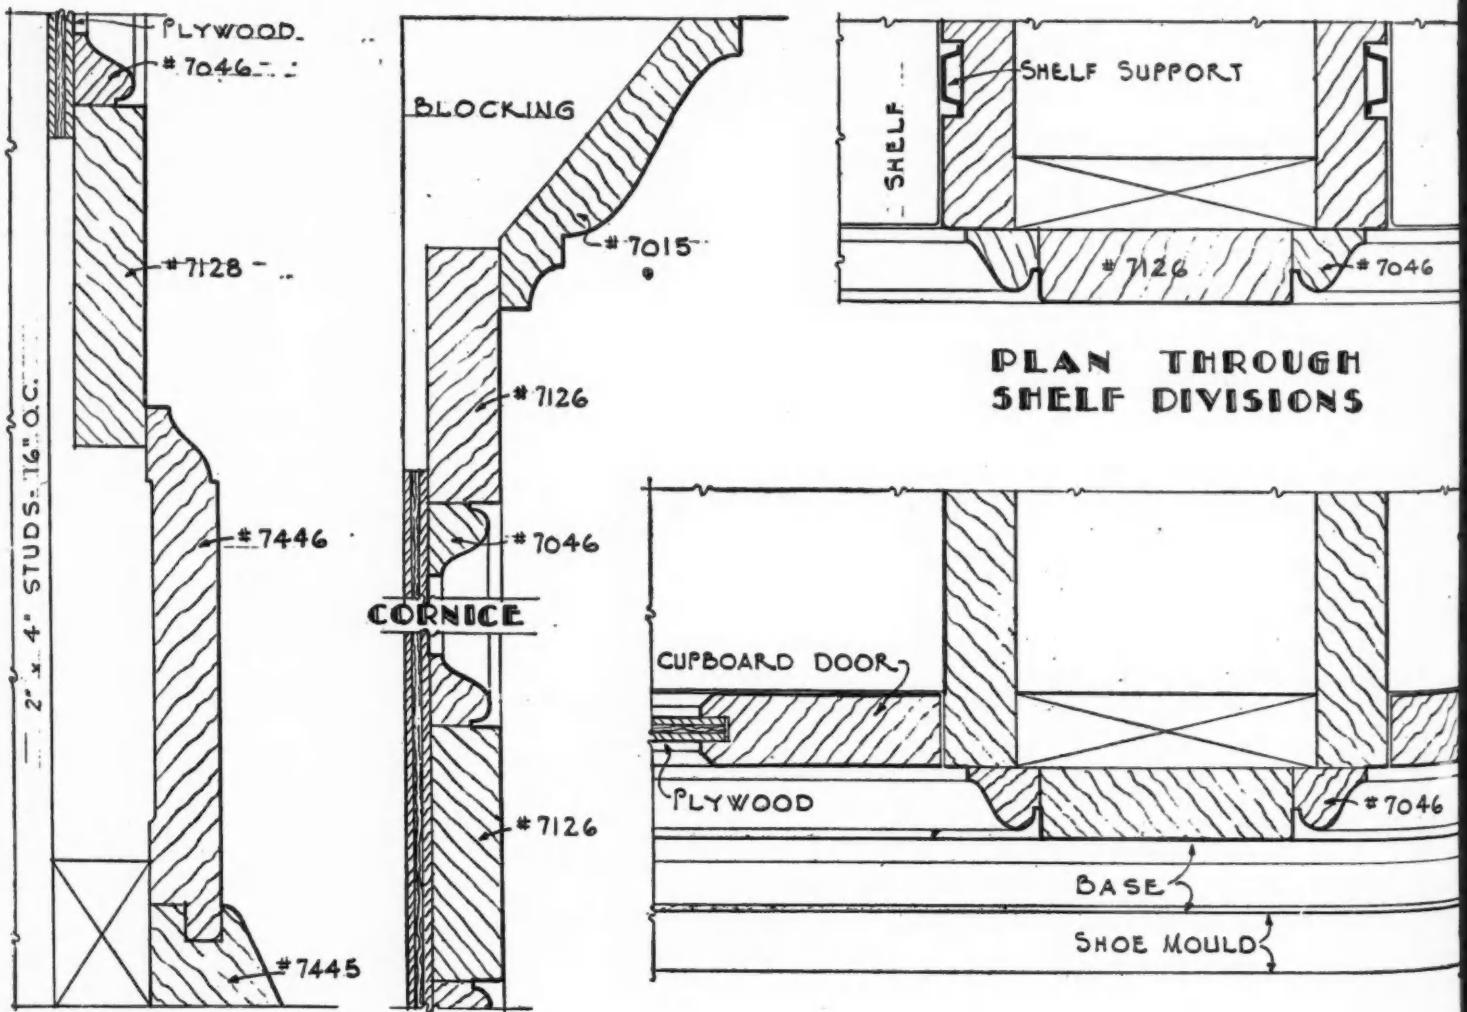 PLYWOOD
#7046
#7128
2" x 4" STUDS - 16" O.C.
#7446
#7445
BLOCKING
#7015
#7126
#7046
CORNICE
#7126
SHELF SUPPORT
SHELF
#7126
#7046
PLAN THROUGH
SHELF DIVISIONS
CUPBOARD DOOR
PLYWOOD
#7046
BASE
SHOE MOULD